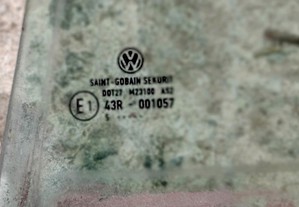 SAINT-GOBAIN SEKURIT
DOT27 M23100 AS2
E1 43R - 001057